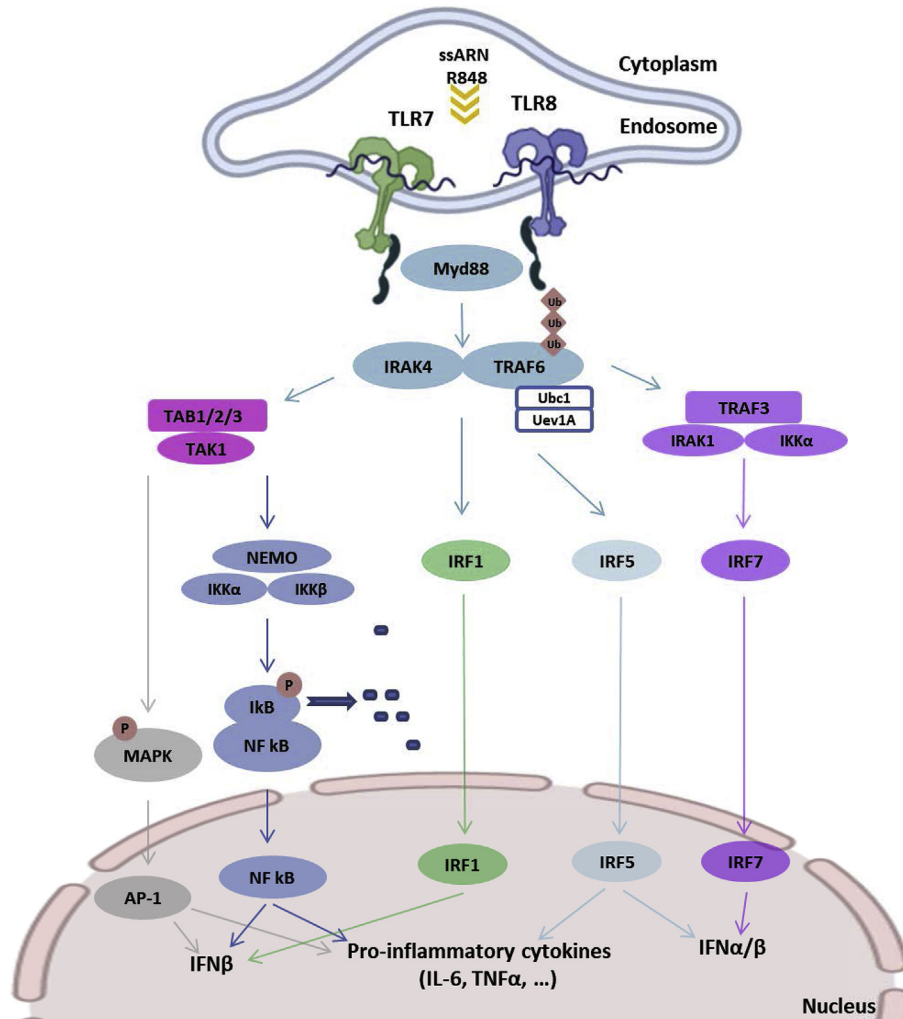 ssARN
R848
Cytoplasm
TLR7
TLR8
Endosome
Myd88
Ub
Ub
Ub
IRAK4
TRAF6
Ubc1
Uev1A
TAB1/2/3
TAK1
TRAF3
IRAK1
IKKα
NEMO
IKKα
IKKβ
IRF1
IRF5
IRF7
P
IkB
NF kB
P
MAPK
AP-1
NF kB
IRF1
IRF5
IRF7
IFNβ
Pro-inflammatory cytokines
(IL-6, TNFα, ...)
IFNα/β
Nucleus